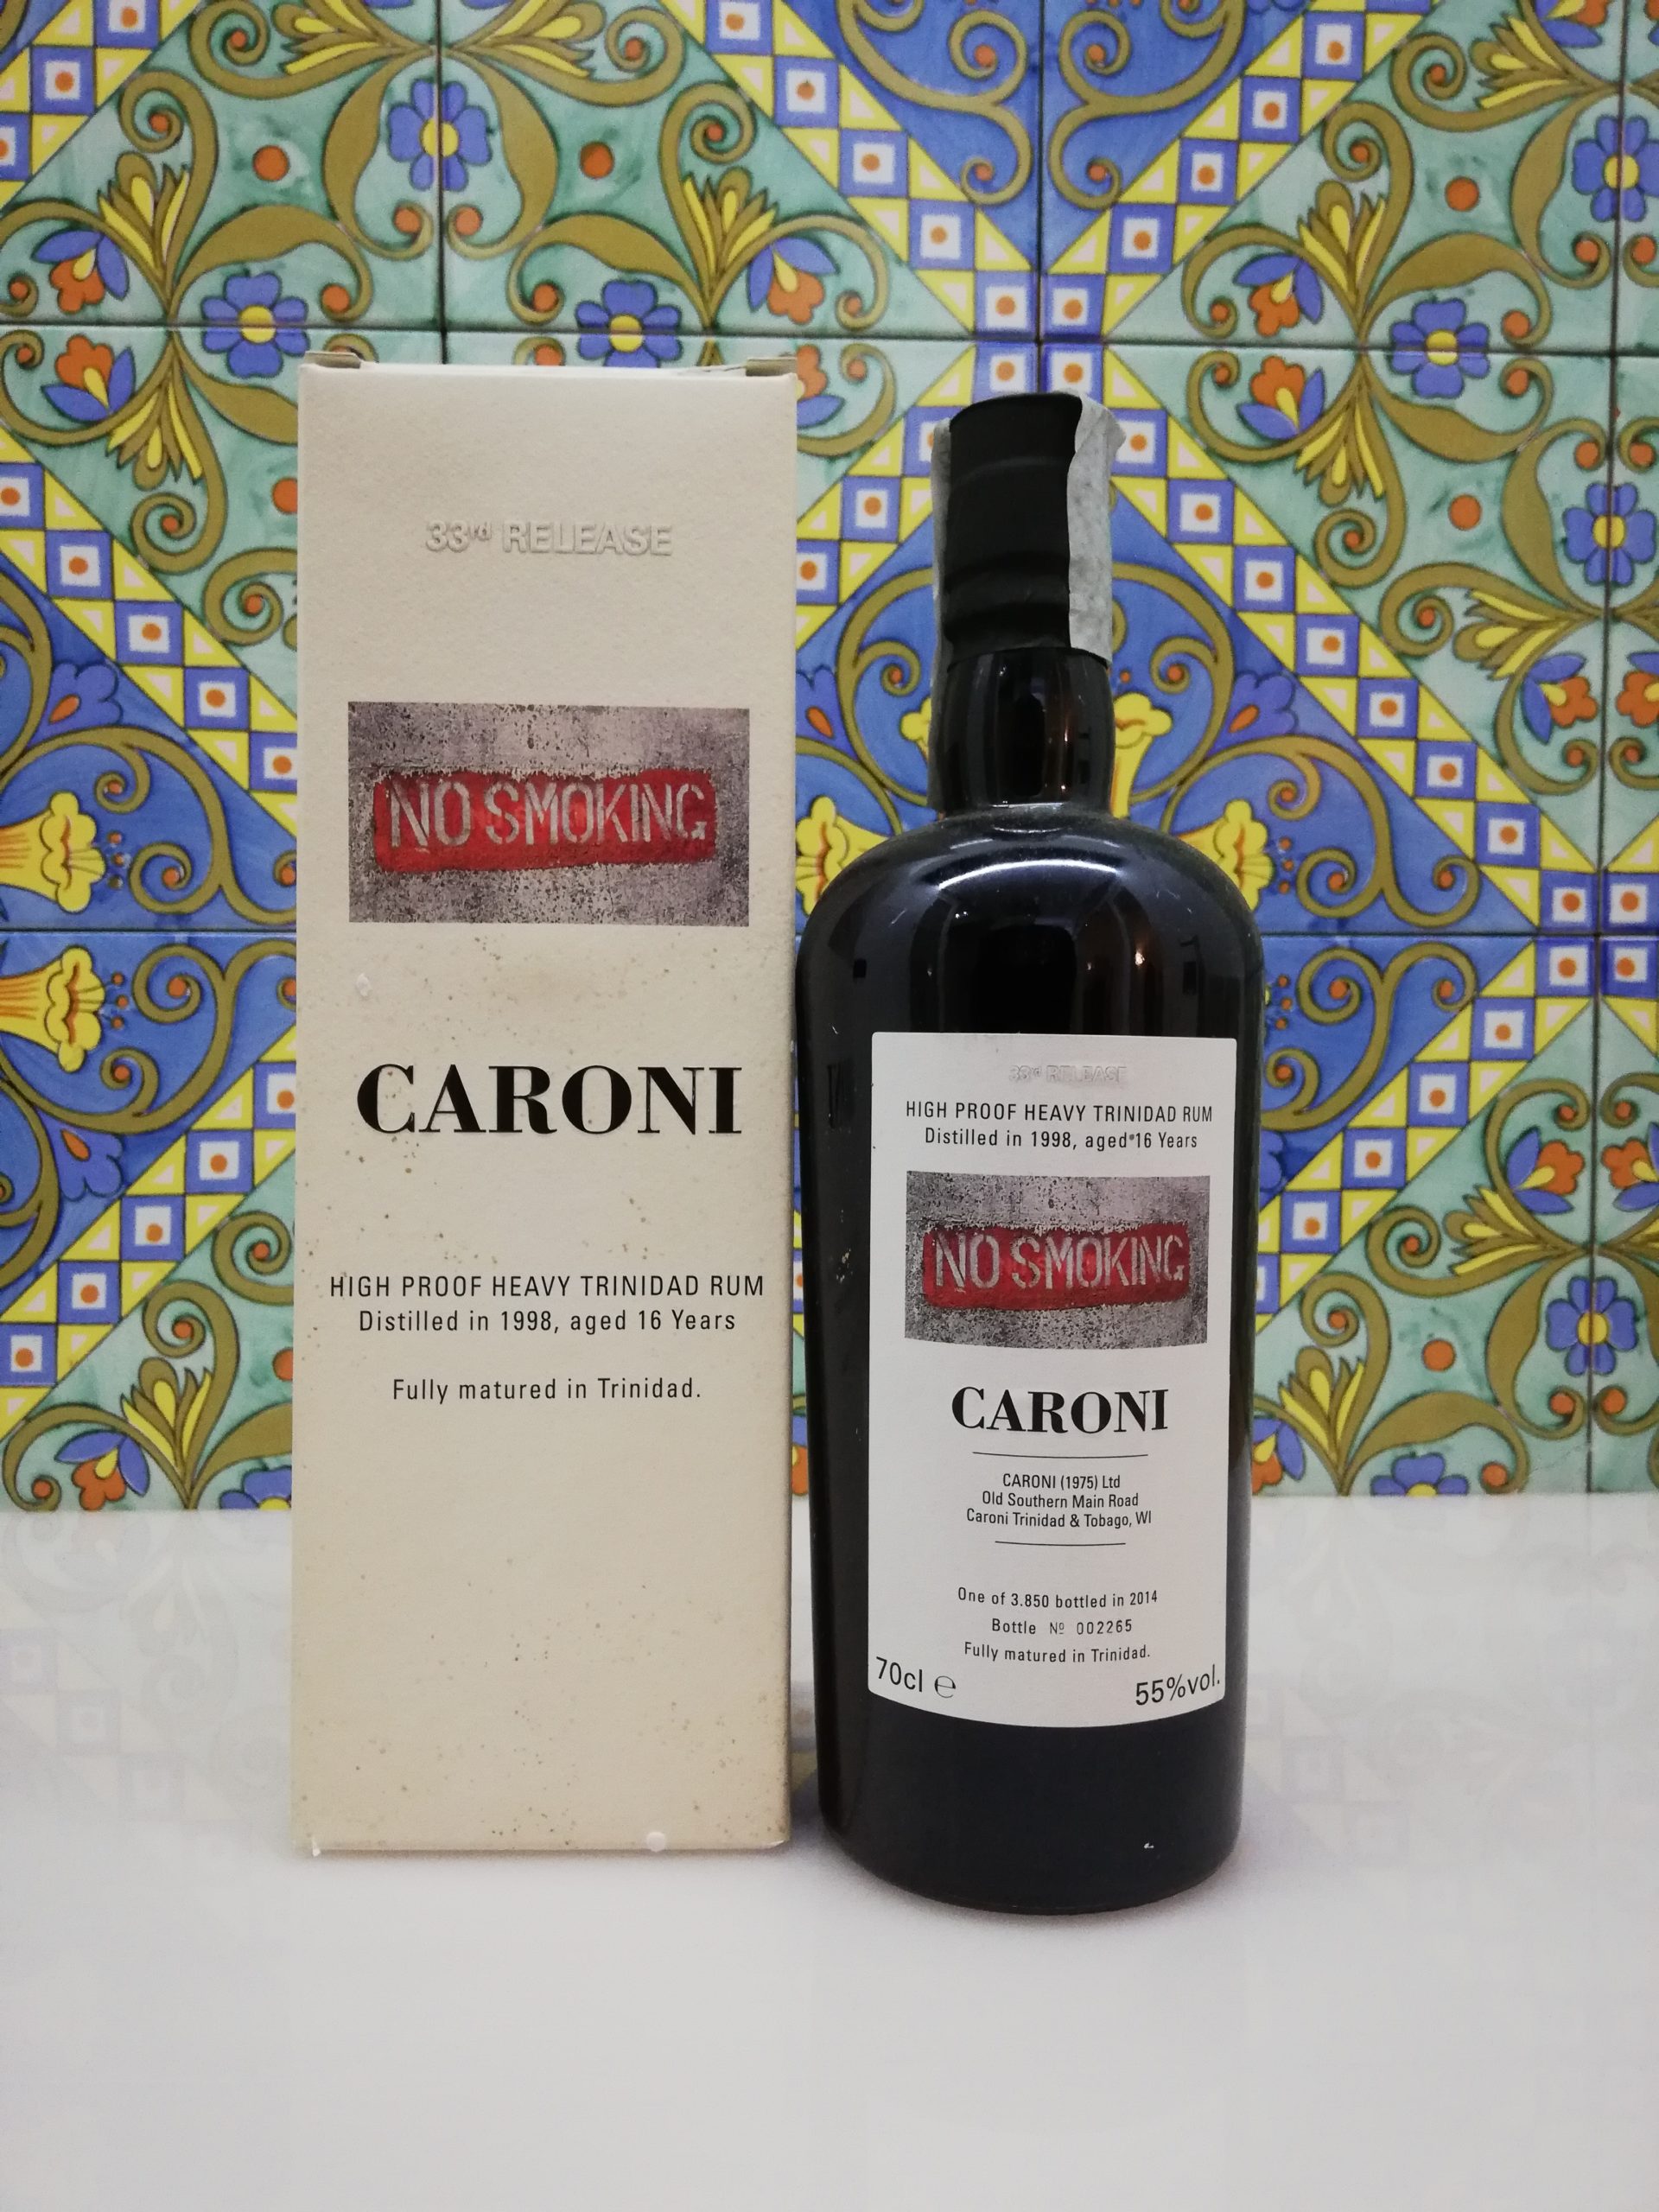 33rd RELEASE
NO SMOKING
CARONI
HIGH PROOF HEAVY TRINIDAD RUM
Distilled in 1998, aged 16 Years
Fully matured in Trinidad.
33rd RELEASE
HIGH PROOF HEAVY TRINIDAD RUM
Distilled in 1998, aged 16 Years
NO SMOKING
CARONI
CARONI (1975) Ltd
Old Southern Main Road
Caroni Trinidad & Tobago, WI
One of 3.850 bottled in 2014
Bottle Nº 002265
Fully matured in Trinidad.
70cl ℮ 55%vol.